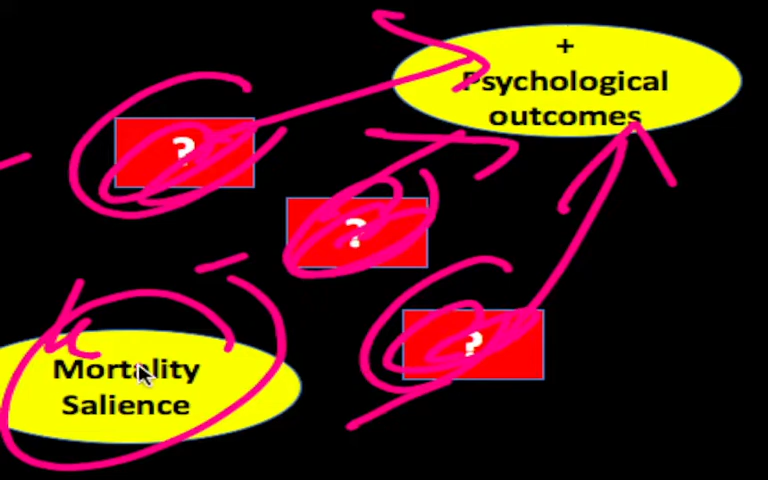 +
Psychological
outcomes
?
?
?
Mortality
Salience